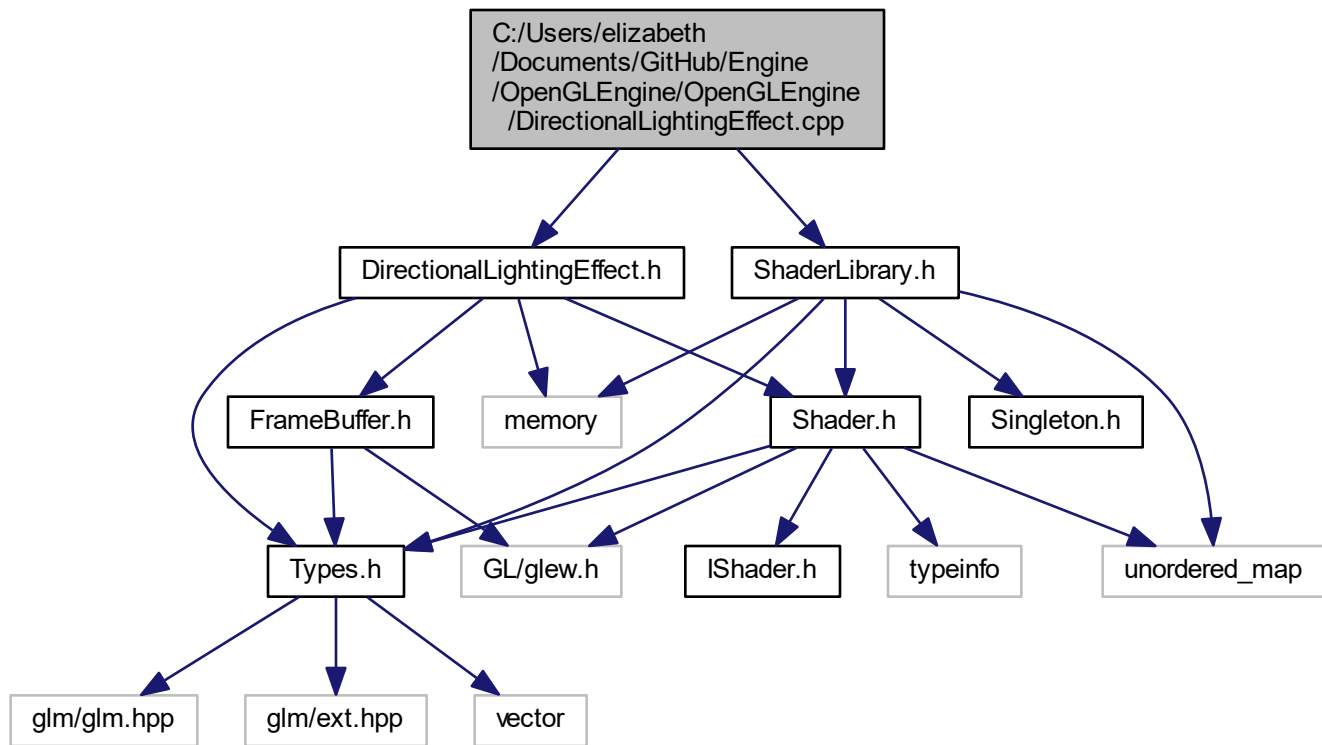 C:/Users/elizabeth
/Documents/GitHub/Engine
/OpenGLEngine/OpenGLEngine
/DirectionalLightingEffect.cpp
DirectionalLightingEffect.h
ShaderLibrary.h
FrameBuffer.h
memory
Shader.h
Singleton.h
Types.h
GL/glew.h
IShader.h
typeinfo
unordered_map
glm/glm.hpp
glm/ext.hpp
vector